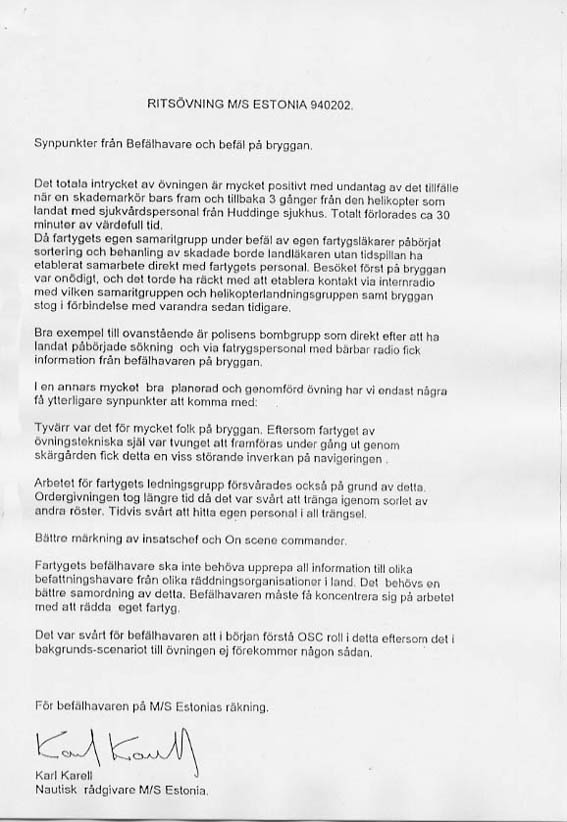 RITSÖVNING M/S ESTONIA 940202.
Synpunkter från Befälhavare och befäl på bryggan.
Det totala intrycket av övningen är mycket positivt med undantag av det tillfälle
när en skademarkör bars fram och tillbaka 3 gånger från den helikopter som
landat med sjukvårdspersonal från Huddinge sjukhus. Totalt förlorades ca 30
minuter av värdefull tid.
Då fartygets egen samaritgrupp under befäl av egen fartygsläkarer påbörjat
sortering och behanling av skadade borde landläkaren utan tidspillan ha
etablerat samarbete direkt med fartygets personal. Besöket först på bryggan
var onödigt, och det torde ha räckt med att etablera kontakt via internradio
med vilken samaritgruppen och helikopterlandningsgruppen samt bryggan
stog i förbindelse med varandra sedan tidigare.
Bra exempel till ovanstående är polisens bombgrupp som direkt efter att ha
landat påbörjade sökning och via fatrygspersonal med bärbar radio fick
information från befälhavaren på bryggan.
I en annars mycket bra planerad och genomförd övning har vi endast några
få ytterligare synpunkter att komma med:
Tyvärr var det för mycket folk på bryggan. Eftersom fartyget av
övningstekniska själ var tvunget att framföras under gång ut genom
skärgården fick detta en viss störande inverkan på navigeringen .
Arbetet för fartygets ledningsgrupp försvårades också på grund av detta.
Ordergivningen tog längre tid då det var svårt att tränga igenom sorlet av
andra röster. Tidvis svårt att hitta egen personal i all trängsel.
Bättre märkning av insatschef och On scene commander.
Fartygets befälhavare ska inte behöva upprepa all information till olika
befattningshavare från olika räddningsorganisationer i land. Det behövs en
bättre samordning av detta. Befälhavaren måste få koncentrera sig på arbetet
med att rädda eget fartyg.
Det var svårt för befälhavaren att i början förstå OSC roll i detta eftersom det i
bakgrunds-scenariot till övningen ej förekommer någon sådan.
För befälhavaren på M/S Estonias räkning.
Karl Karell
Karl Karell
Nautisk rådgivare M/S Estonia.